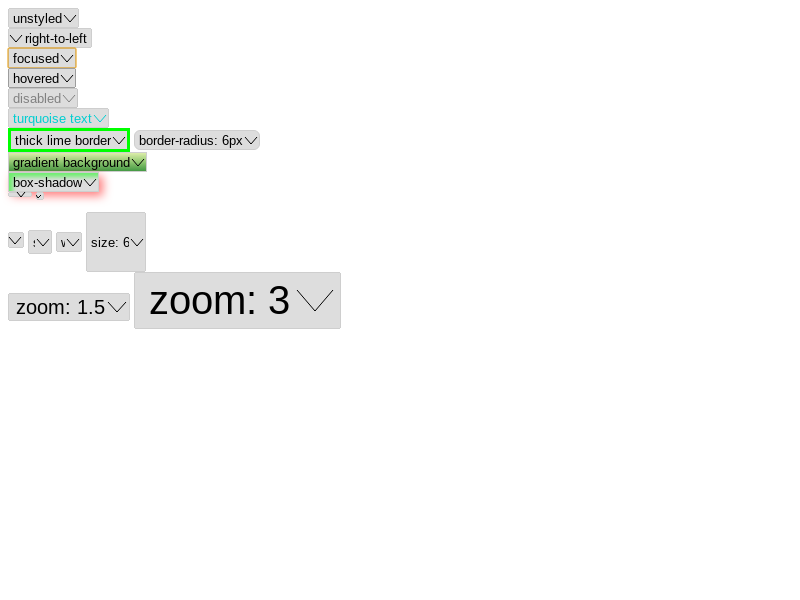 unstyled
right-to-left
focused
hovered
disabled
turquoise text
thick lime border border-radius: 6px
gradient background
box-shadow
size: 6
zoom: 1.5 zoom: 3